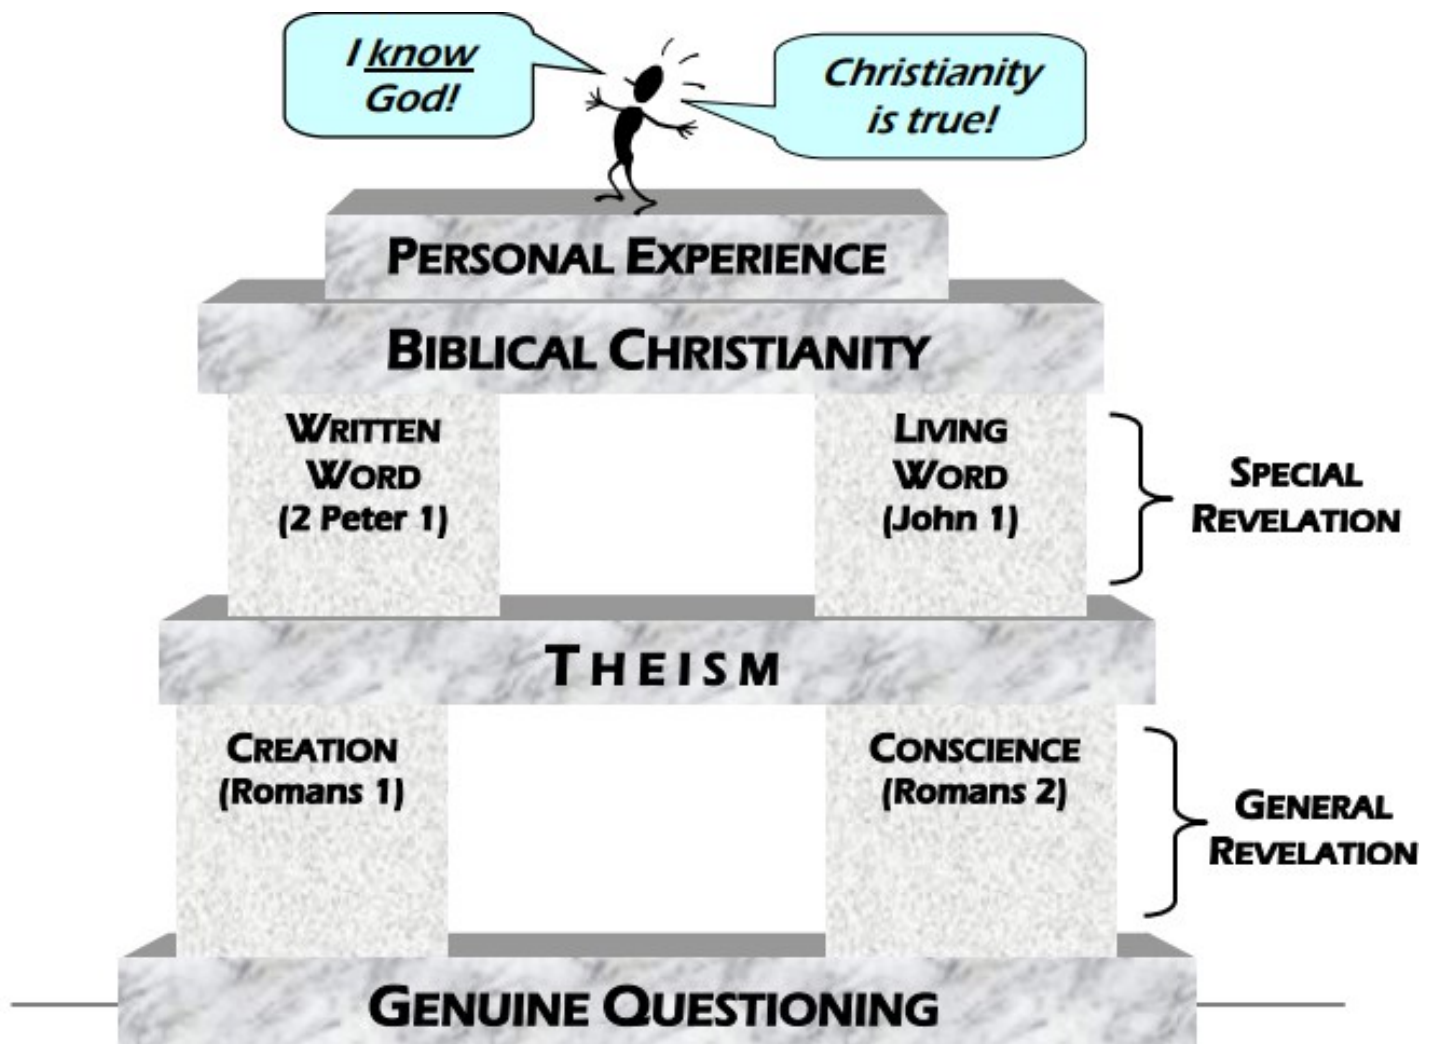 I know
God!
Christianity
is true!
PERSONAL EXPERIENCE
BIBLICAL CHRISTIANITY
WRITTEN
WORD
(2 Peter 1)
LIVING
WORD
(John 1)
SPECIAL
REVELATION
THEISM
CREATION
(Romans 1)
CONSCIENCE
(Romans 2)
GENERAL
REVELATION
GENUINE QUESTIONING